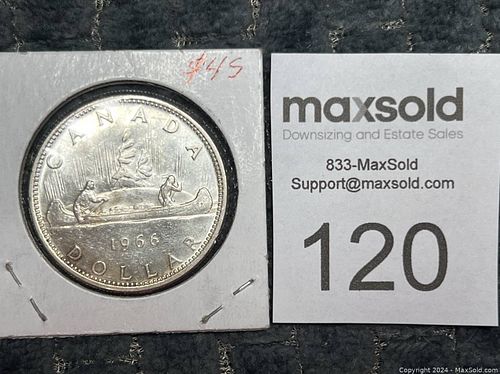 $45
CANADA
1966
DOLLAR
maxsold
Downsizing and Estate Sales
833-MaxSold
Support@maxsold.com
120
Copyright © 2024 - MaxSold.com